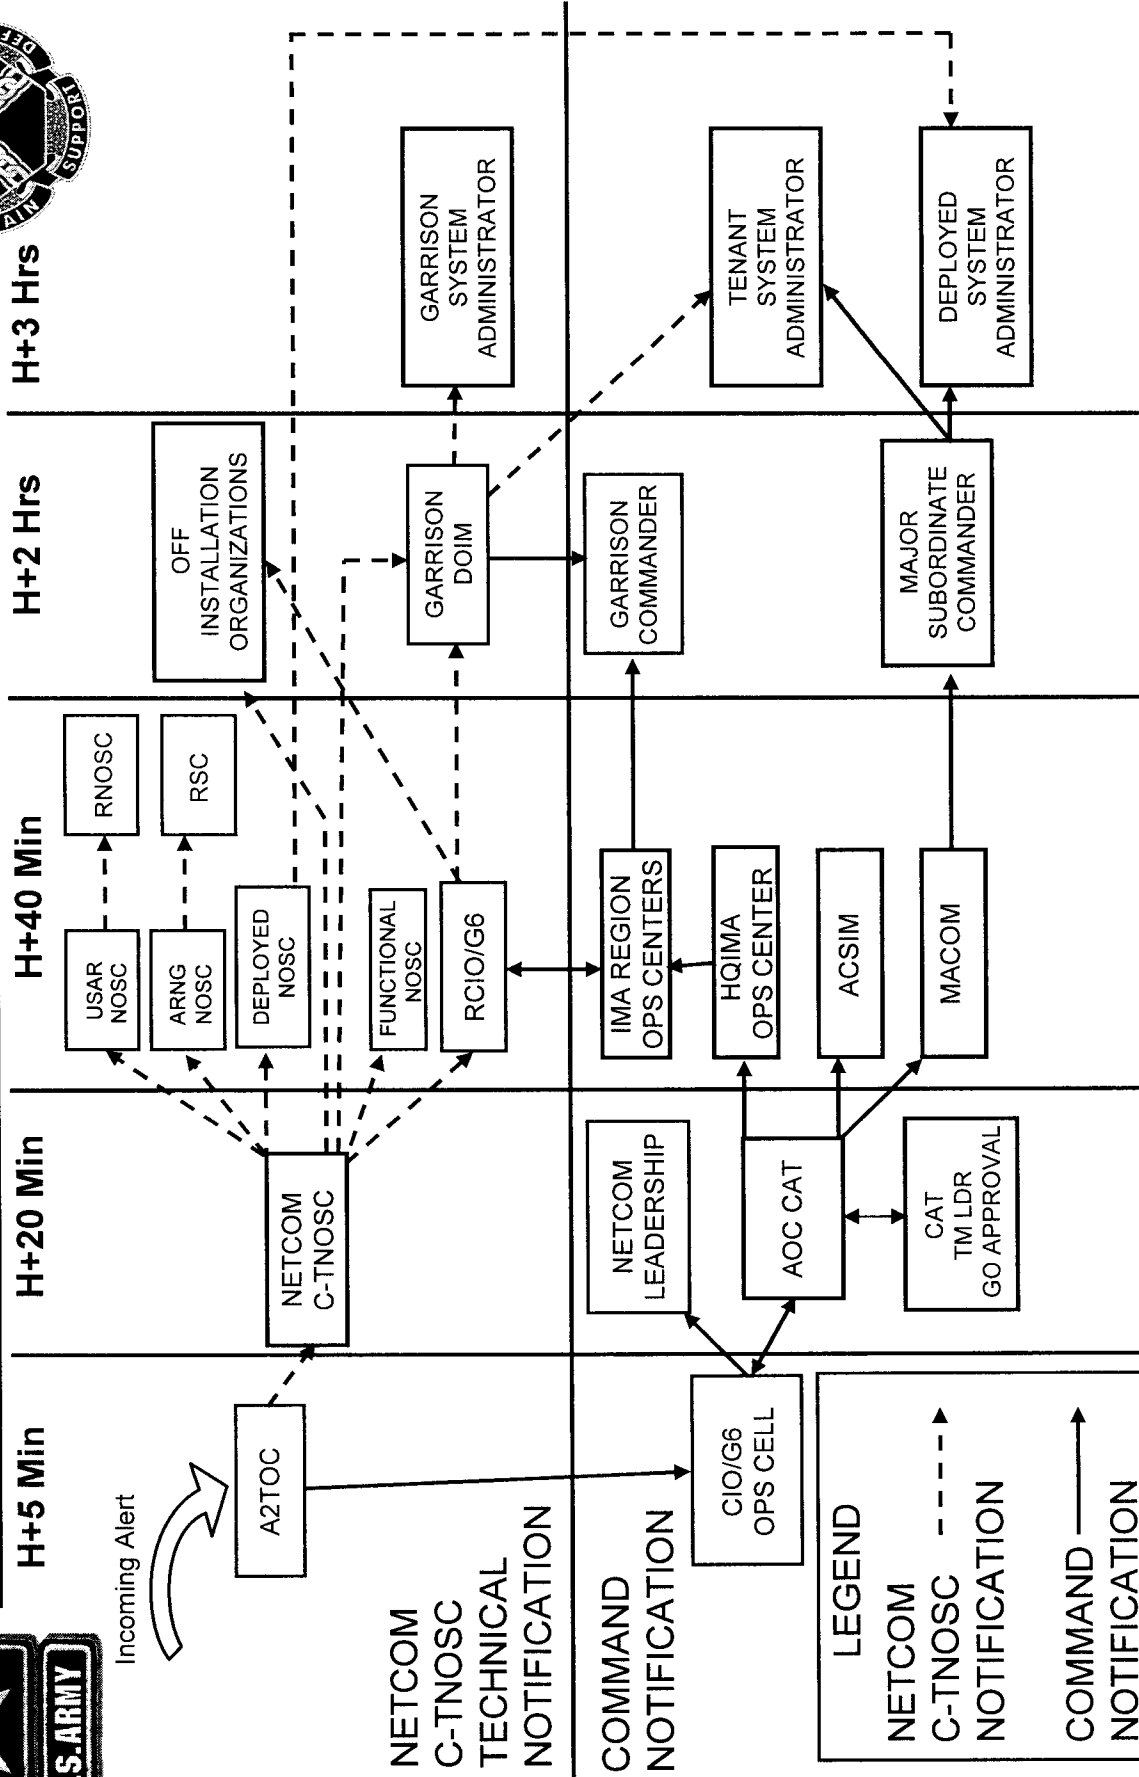 H+5 Min
H+20 Min
H+40 Min
H+2 Hrs
H+3 Hrs
S.ARMY
AIN
SUPPORT
DEF
Incoming Alert
A2TOC
NETCOM
C-TNOSC
USAR
NOSC
RNOSC
ARNG
NOSC
RSC
DEPLOYED
NOSC
FUNCTIONAL
NOSC
RCIO/G6
OFF
INSTALLATION
ORGANIZATIONS
GARRISON
DOIM
GARRISON
SYSTEM
ADMINISTRATOR
NETCOM
C-TNOSC
TECHNICAL
NOTIFICATION
COMMAND
NOTIFICATION
CIO/G6
OPS CELL
NETCOM
LEADERSHIP
AOC CAT
CAT
TM LDR
GO APPROVAL
IMA REGION
OPS CENTERS
HQIMA
OPS CENTER
ACSIM
MACOM
GARRISON
COMMANDER
MAJOR
SUBORDINATE
COMMANDER
TENANT
SYSTEM
ADMINISTRATOR
DEPLOYED
SYSTEM
ADMINISTRATOR
LEGEND
NETCOM
C-TNOSC
NOTIFICATION
COMMAND
NOTIFICATION